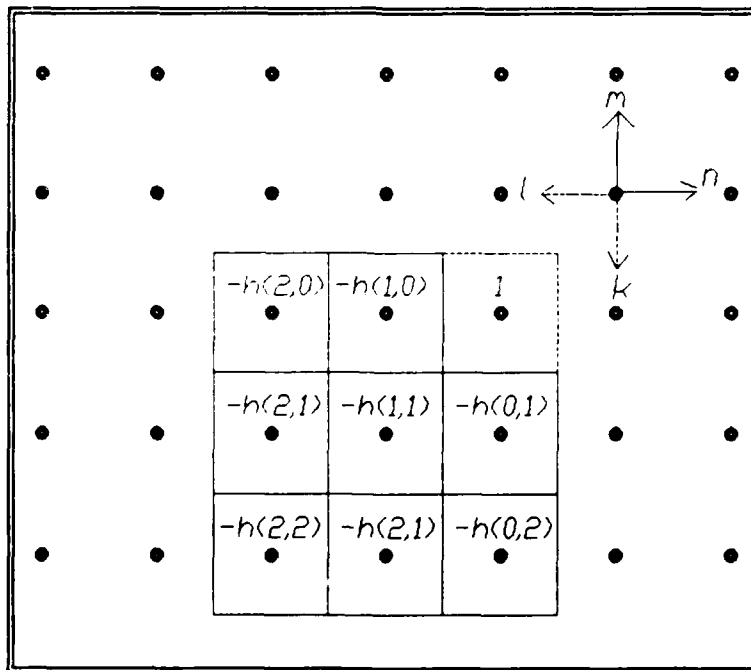 m
l n
k
-h(2,0) -h(1,0) 1
-h(2,1) -h(1,1) -h(0,1)
-h(2,2) -h(2,1) -h(0,2)